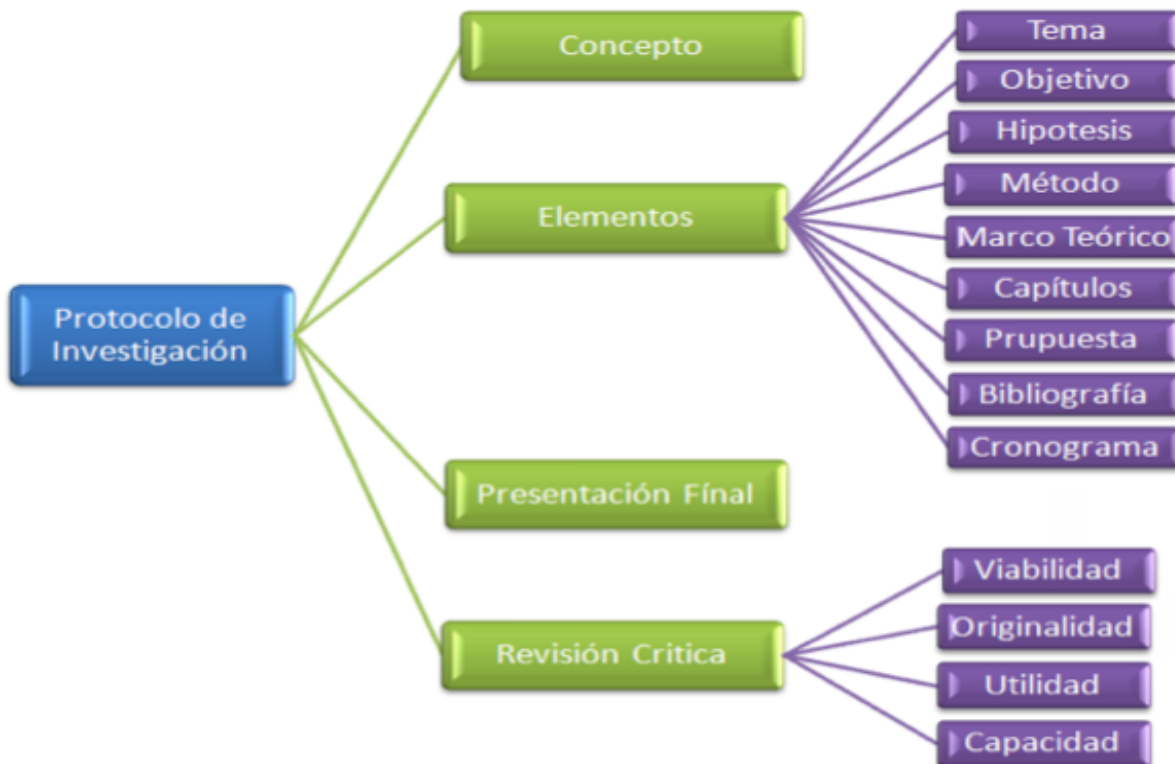 Protocolo de
Investigación
Concepto
Elementos
Presentación Fínal
Revisión Critica
Tema
Objetivo
Hipotesis
Método
Marco Teórico
Capítulos
Prupuesta
Bibliografía
Cronograma
Viabilidad
Originalidad
Utilidad
Capacidad